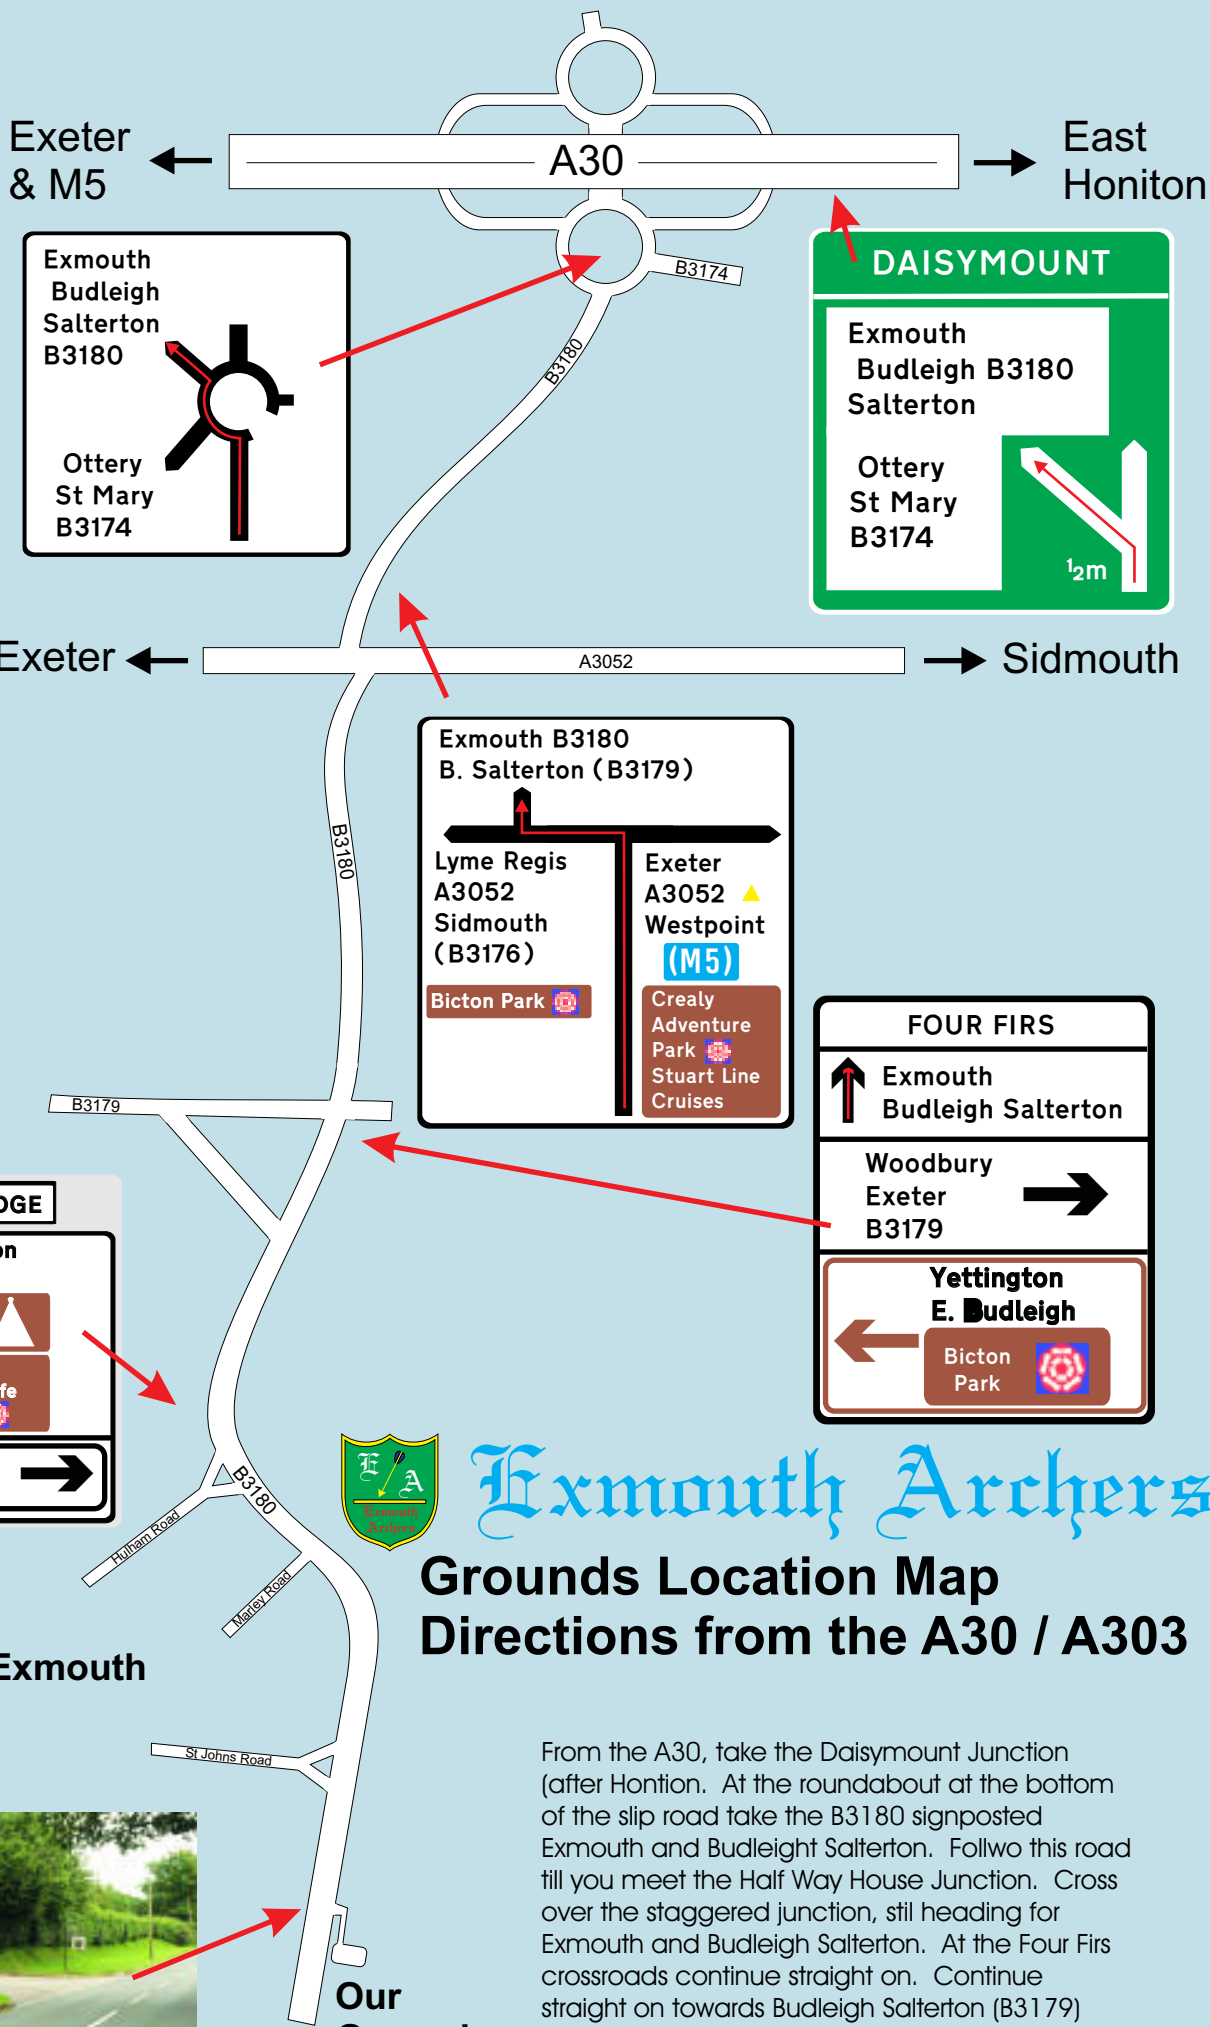 Exeter
& M5
A30
East
Honiton
B3174
B3180
Exmouth
Budleigh
Salterton
B3180
Ottery
St Mary
B3174
DAISYMOUNT
Exmouth
Budleigh B3180
Salterton
Ottery
St Mary
B3174
½m
Exeter
A3052
Sidmouth
Exmouth B3180
B. Salterton (B3179)
Lyme Regis
A3052
Sidmouth
(B3176)
Bicton Park
Exeter
A3052
Westpoint
(M5)
Crealy
Adventure
Park
Stuart Line
Cruises
B3180
B3179
FOUR FIRS
Exmouth
Budleigh Salterton
Woodbury
Exeter
B3179
Yettington
E. Budleigh
Bicton
Park
DGE
on
fe
B3180
Hulham Road
Marley Road
E A
Exmouth
Archers
Exmouth Archers
Grounds Location Map
Directions from the A30 / A303
Exmouth
St Johns Road
Our
From the A30, take the Daisymount Junction
(after Hontion. At the roundabout at the bottom
of the slip road take the B3180 signposted
Exmouth and Budleight Salterton. Follwo this road
till you meet the Half Way House Junction. Cross
over the staggered junction, stil heading for
Exmouth and Budleigh Salterton. At the Four Firs
crossroads continue straight on. Continue
straight on towards Budleigh Salterton (B3179)